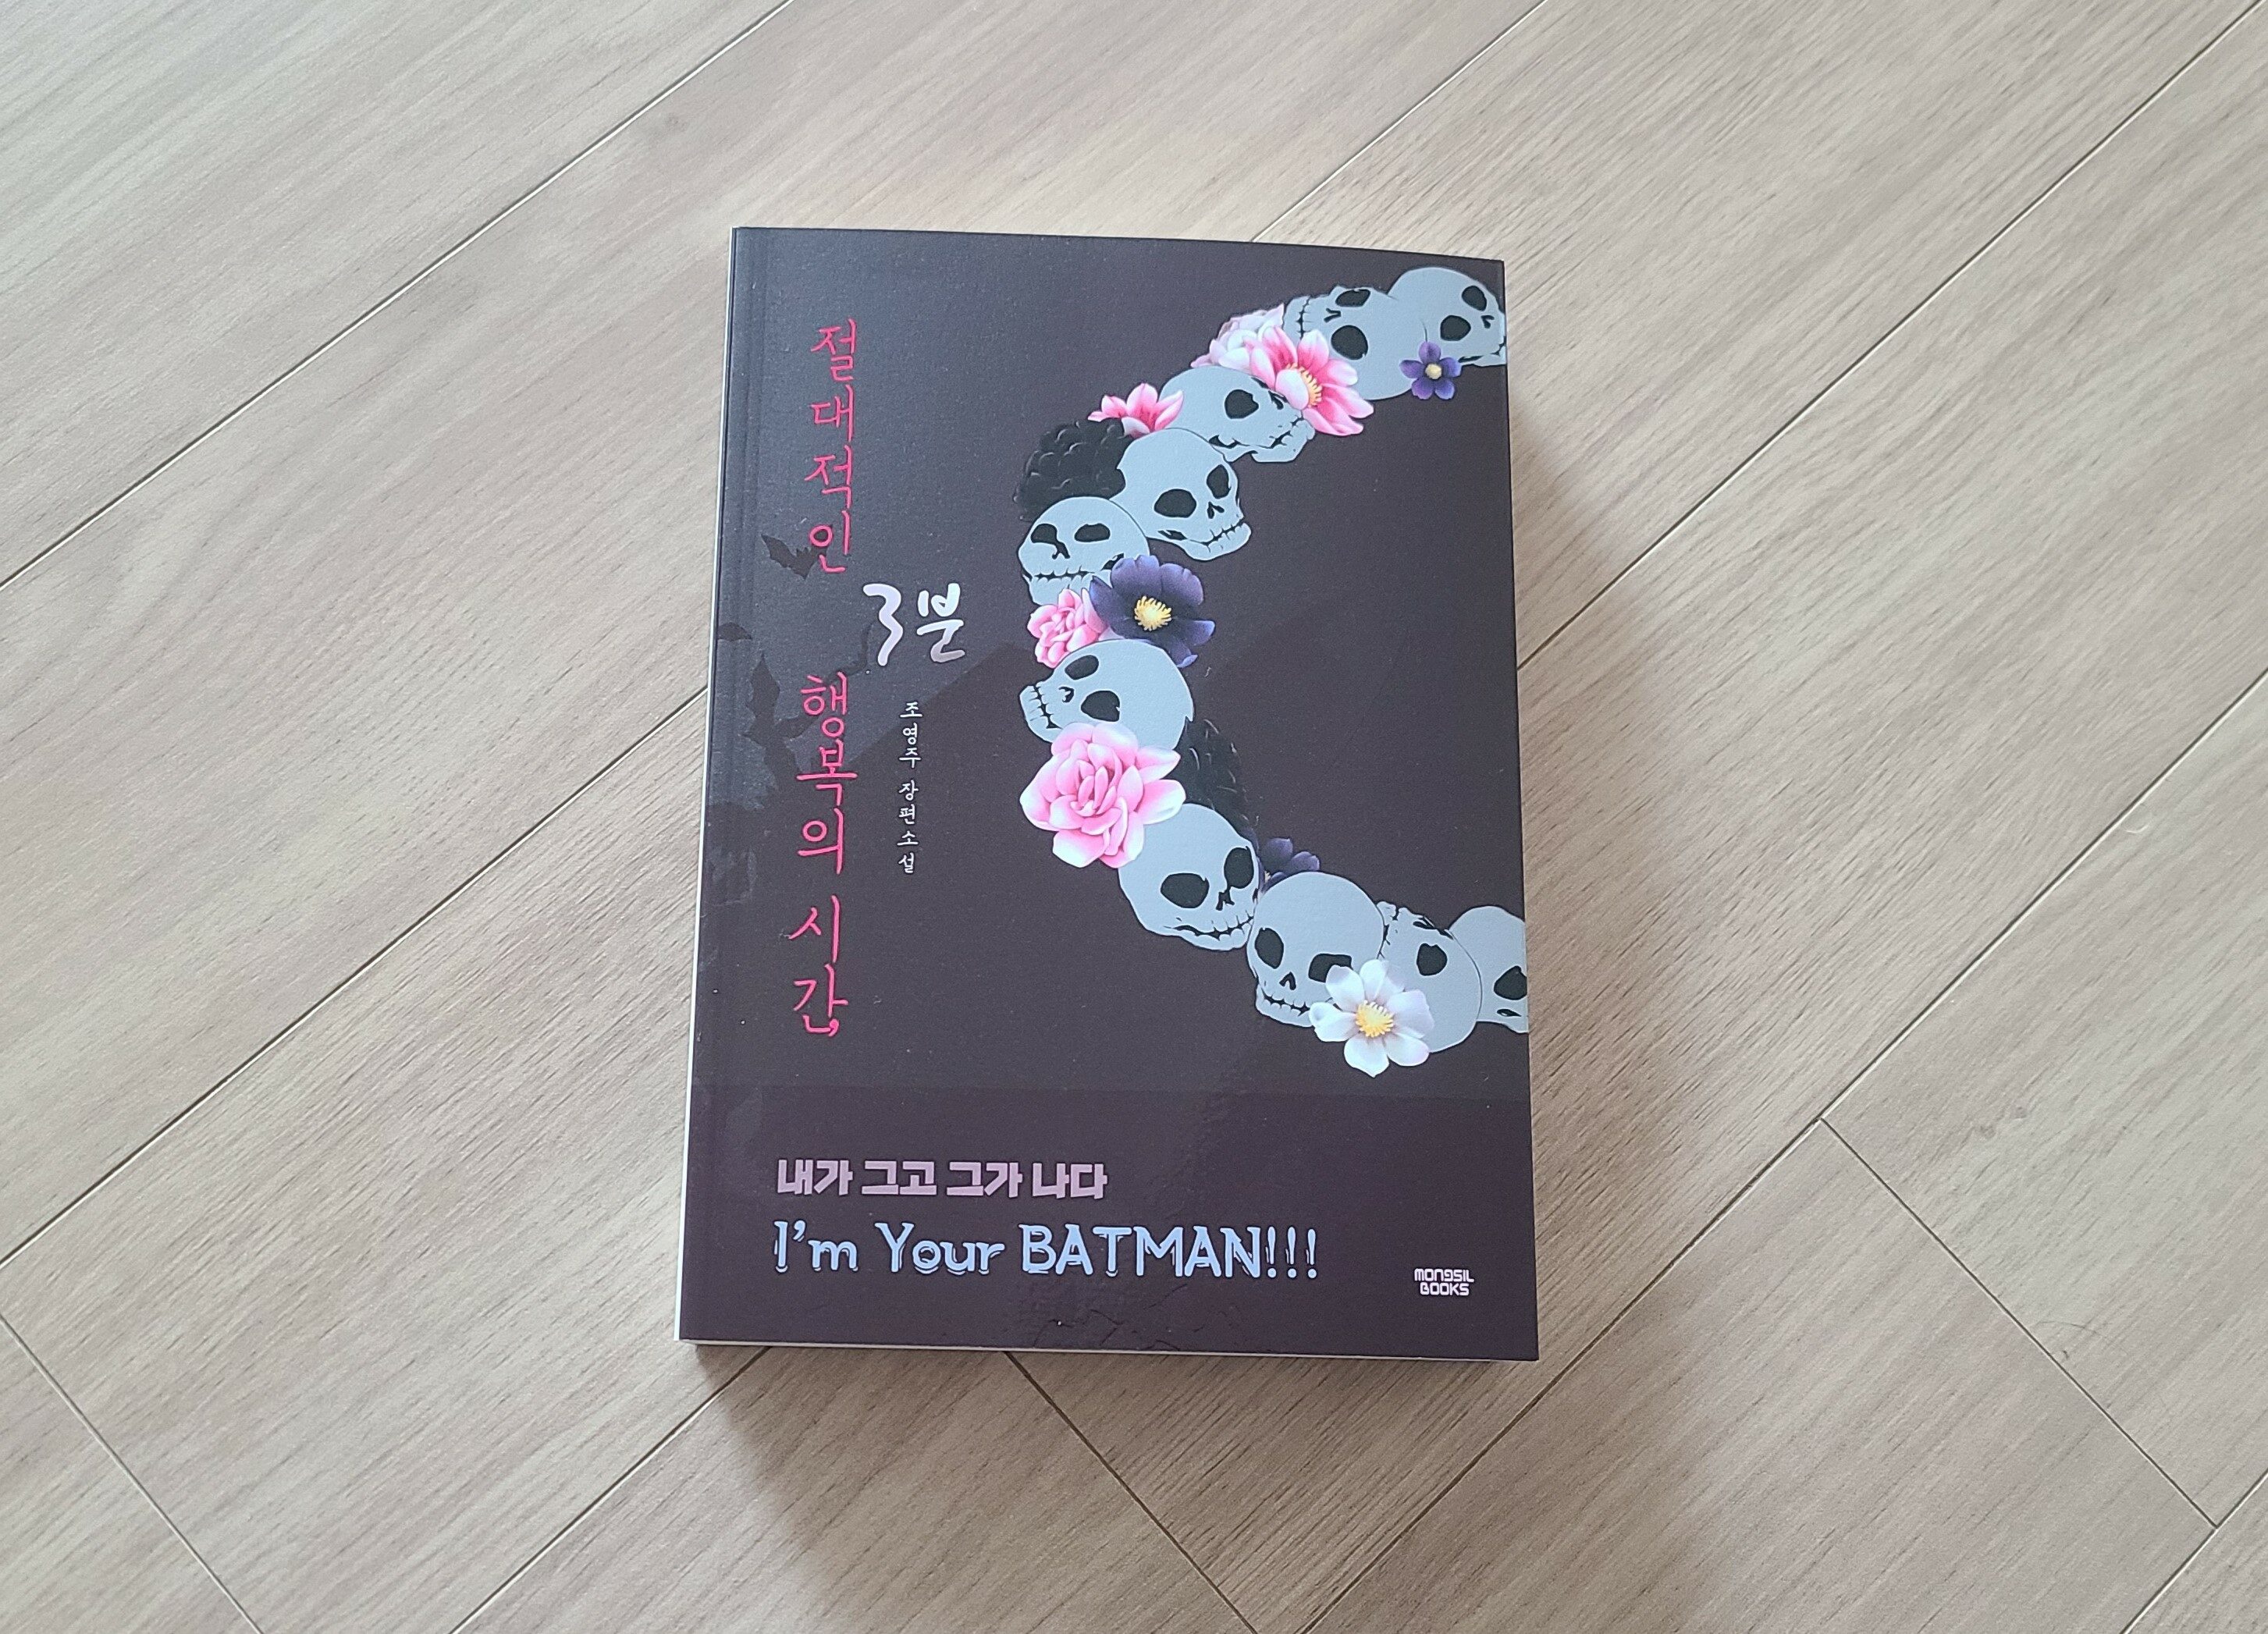 절대적인
행복의 시간,
3분
조영주 장편소설
내가 그고 그가 나다
I'm Your BATMAN!!!
MONGSIL
BOOKS